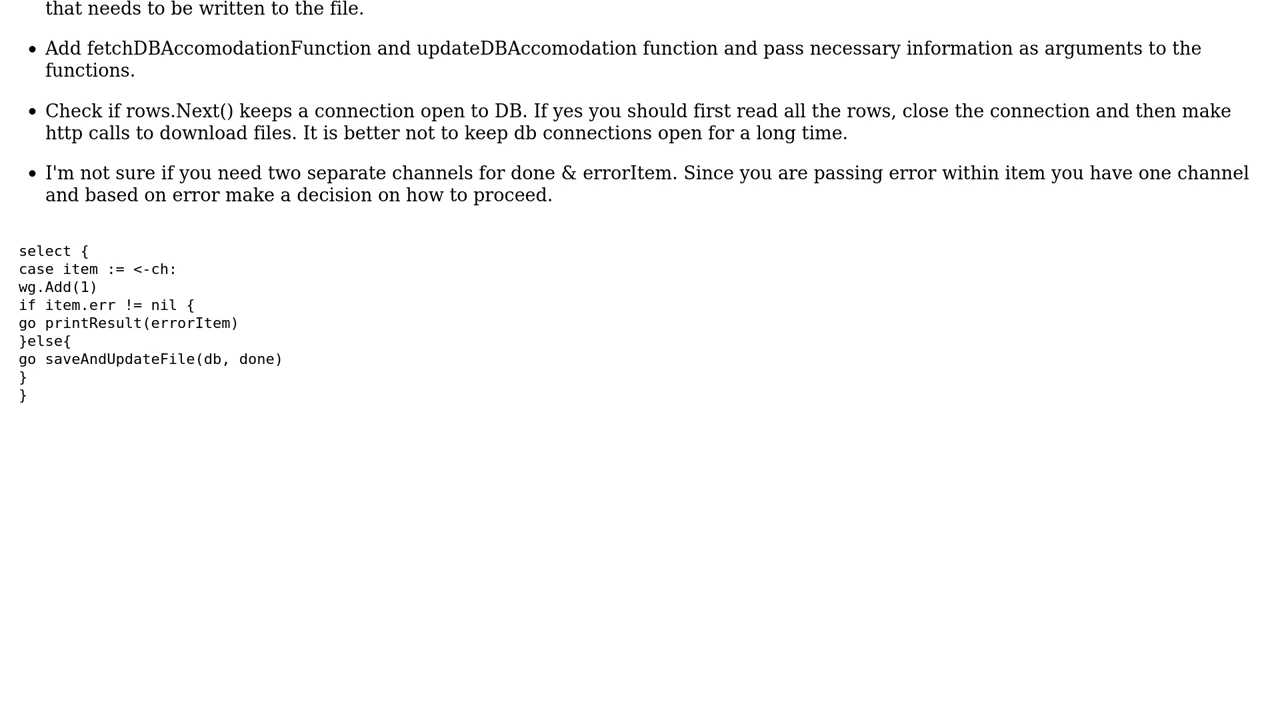 that needs to be written to the file.
• Add fetchDBAccomodationFunction and updateDBAccomodation function and pass necessary information as arguments to the
functions.
• Check if rows.Next() keeps a connection open to DB. If yes you should first read all the rows, close the connection and then make
http calls to download files. It is better not to keep db connections open for a long time.
• I'm not sure if you need two separate channels for done & errorItem. Since you are passing error within item you have one channel
and based on error make a decision on how to proceed.
select {
case item := <-ch:
wg.Add(1)
if item.err != nil {
go printResult(errorItem)
}else{
go saveAndUpdateFile(db, done)
}
}